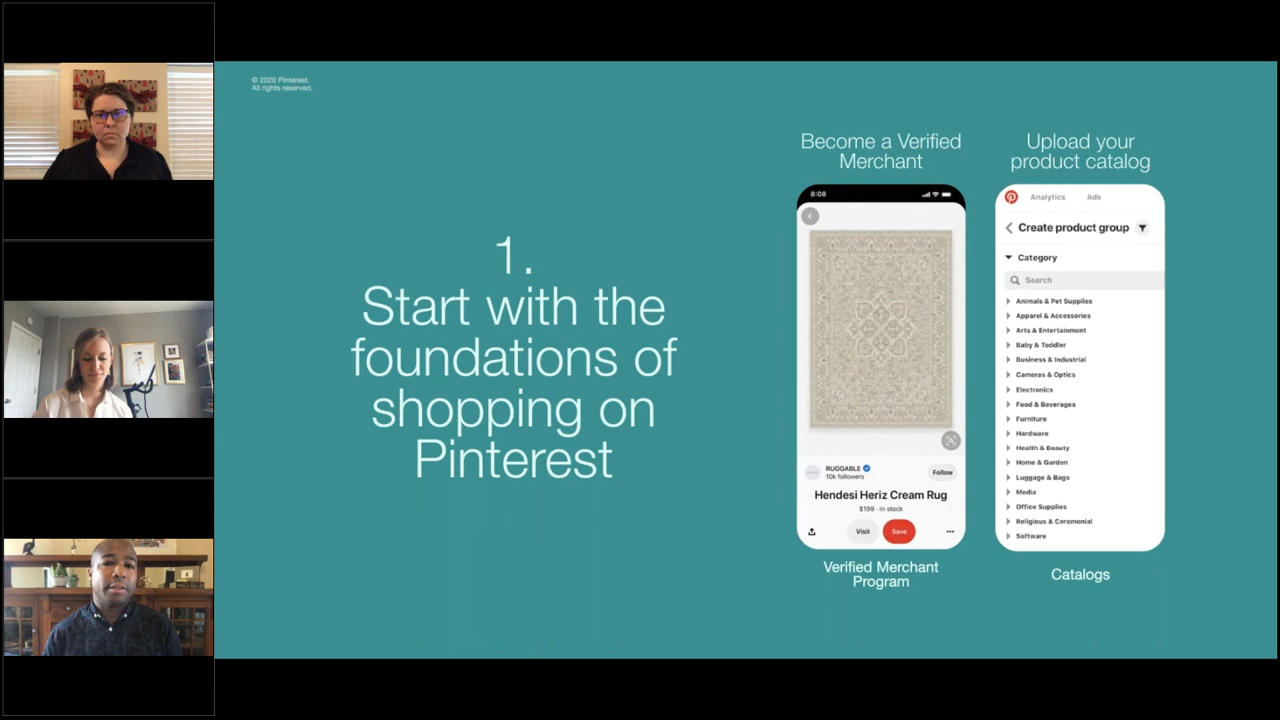 © 2020 Pinterest.
All rights reserved.
1.
Start with the
foundations of
shopping on
Pinterest
Become a Verified
Merchant
8:08
RUGGABLE
10k followers
Follow
Hendesi Heriz Cream Rug
$199 · In stock
Visit
Save
Verified Merchant
Program
Upload your
product catalog
Analytics
Ads
Create product group
Category
Search
Animals & Pet Supplies
Apparel & Accessories
Arts & Entertainment
Baby & Toddler
Business & Industrial
Cameras & Optics
Electronics
Food & Beverages
Furniture
Hardware
Health & Beauty
Home & Garden
Luggage & Bags
Media
Office Supplies
Religious & Ceremonial
Software
Catalogs